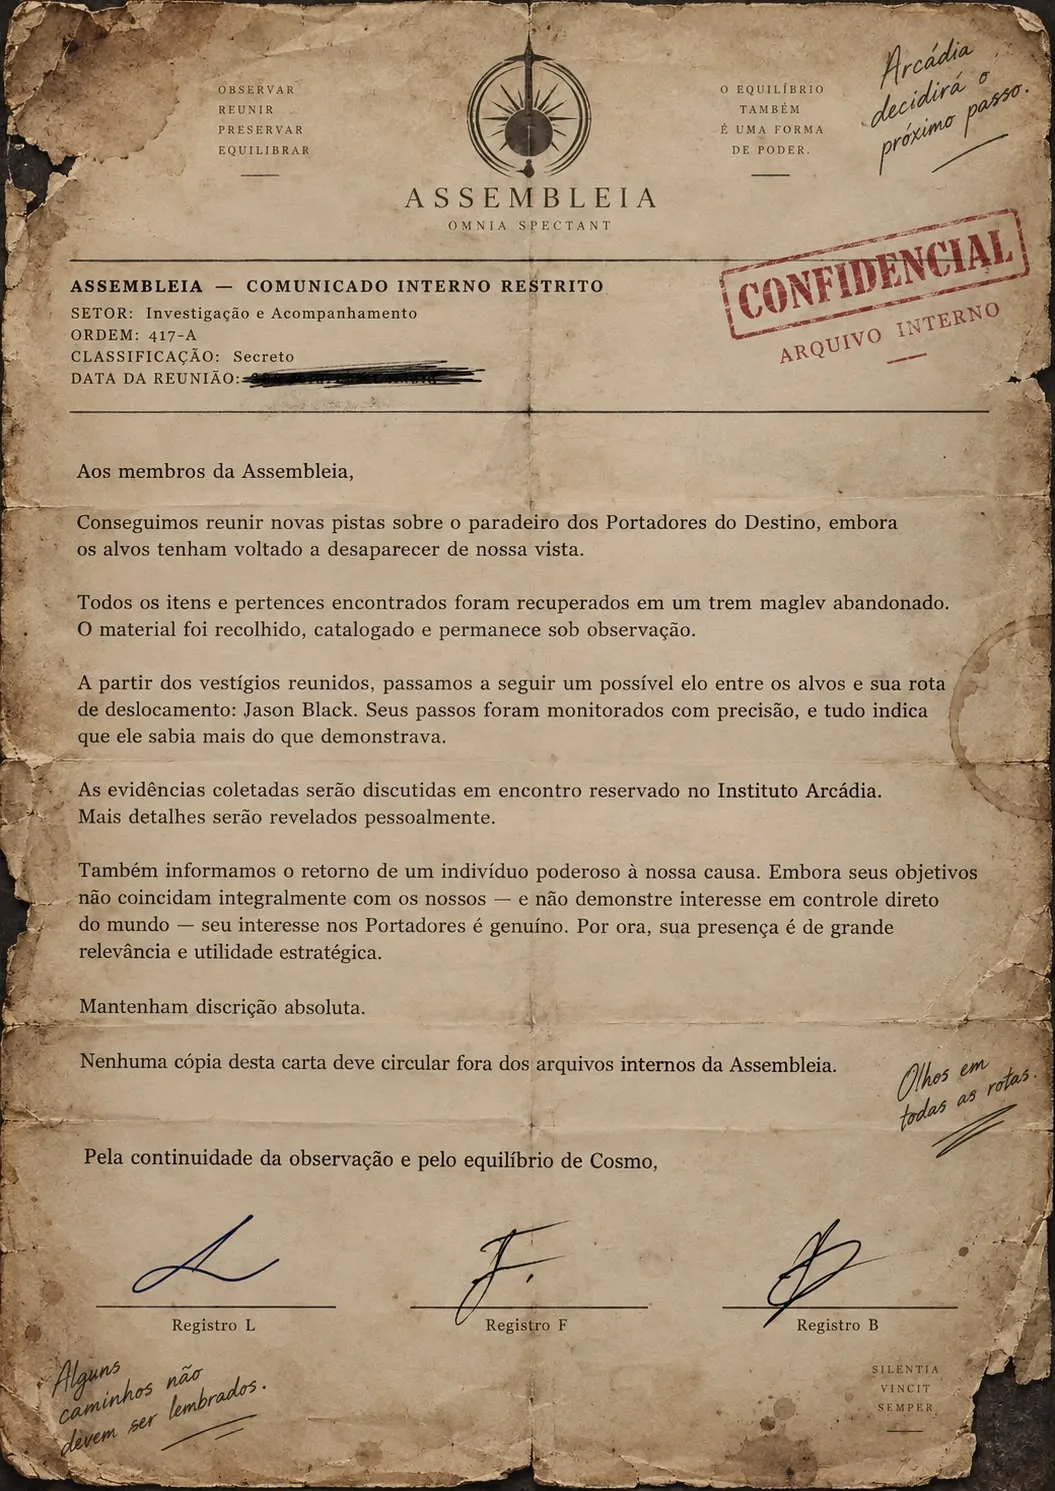 OBSERVAR
REUNIR
PRESERVAR
EQUILIBRAR
O EQUILÍBRIO
TAMBÉM
É UMA FORMA
DE PODER.
Arcádia
decidirá o
próximo passo.
ASSEMBLEIA
OMNIA SPECTANT
CONFIDENCIAL
ARQUIVO INTERNO
ASSEMBLEIA — COMUNICADO INTERNO RESTRITO
SETOR: Investigação e Acompanhamento
ORDEM: 417-A
CLASSIFICAÇÃO: Secreto
DATA DA REUNIÃO:
Aos membros da Assembleia,
Conseguimos reunir novas pistas sobre o paradeiro dos Portadores do Destino, embora
os alvos tenham voltado a desaparecer de nossa vista.
Todos os itens e pertences encontrados foram recuperados em um trem maglev abandonado.
O material foi recolhido, catalogado e permanece sob observação.
A partir dos vestígios reunidos, passamos a seguir um possível elo entre os alvos e sua rota
de deslocamento: Jason Black. Seus passos foram monitorados com precisão, e tudo indica
que ele sabia mais do que demonstrava.
As evidências coletadas serão discutidas em encontro reservado no Instituto Arcádia.
Mais detalhes serão revelados pessoalmente.
Também informamos o retorno de um indivíduo poderoso à nossa causa. Embora seus objetivos
não coincidam integralmente com os nossos — e não demonstre interesse em controle direto
do mundo — seu interesse nos Portadores é genuíno. Por ora, sua presença é de grande
relevância e utilidade estratégica.
Mantenham discrição absoluta.
Nenhuma cópia desta carta deve circular fora dos arquivos internos da Assembleia.
Olhos em
todas as rotas.
Pela continuidade da observação e pelo equilíbrio de Cosmo,
F.
Registro L
Registro F
Registro B
Alguns
caminhos não
devem ser lembrados.
SILENTIA
VINCIT
SEMPER